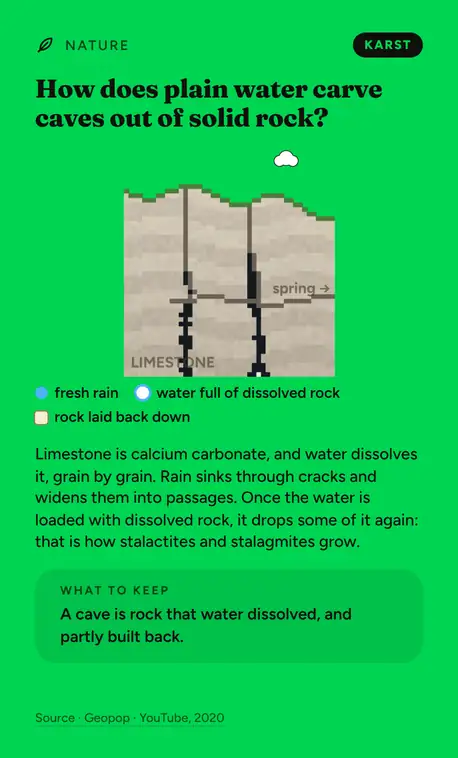 NATURE
KARST
How does plain water carve
caves out of solid rock?
spring →
LIMESTONE
fresh rain
water full of dissolved rock
rock laid back down
Limestone is calcium carbonate, and water dissolves
it, grain by grain. Rain sinks through cracks and
widens them into passages. Once the water is
loaded with dissolved rock, it drops some of it again:
that is how stalactites and stalagmites grow.
WHAT TO KEEP
A cave is rock that water dissolved, and
partly built back.
Source · Geopop · YouTube, 2020